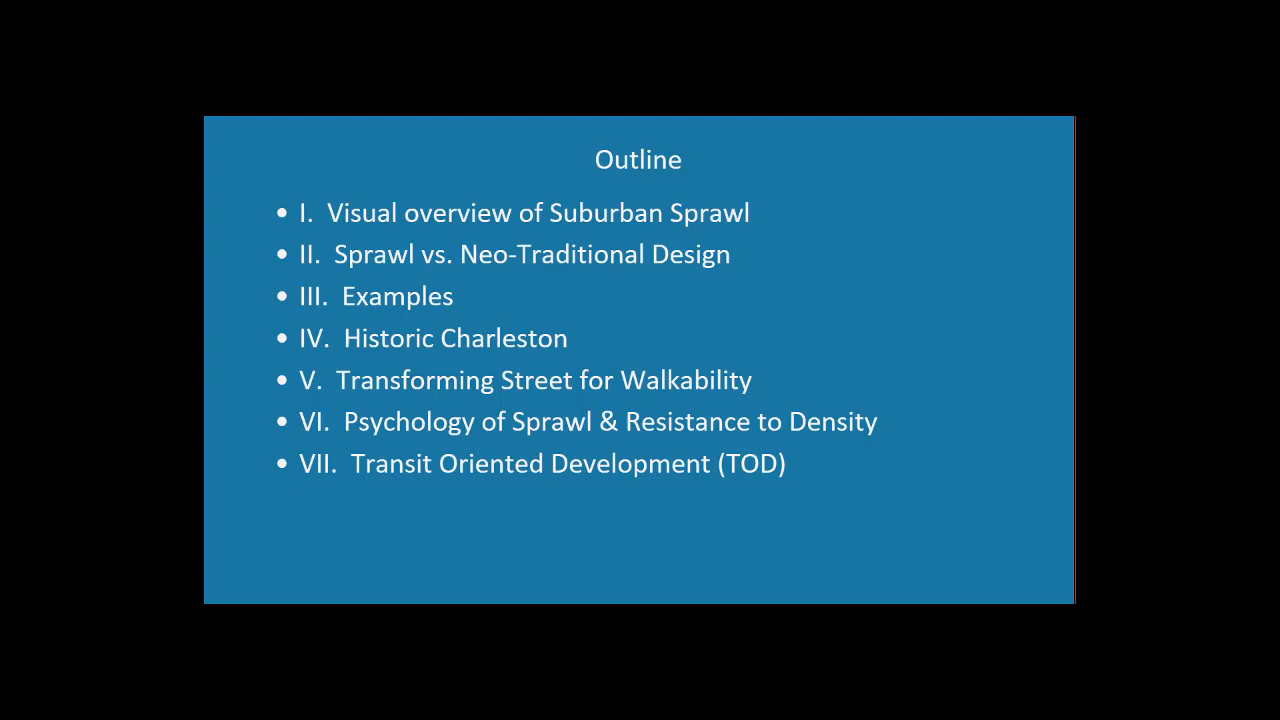 Outline
• I. Visual overview of Suburban Sprawl
• II. Sprawl vs. Neo-Traditional Design
• III. Examples
• IV. Historic Charleston
• V. Transforming Street for Walkability
• VI. Psychology of Sprawl & Resistance to Density
• VII. Transit Oriented Development (TOD)